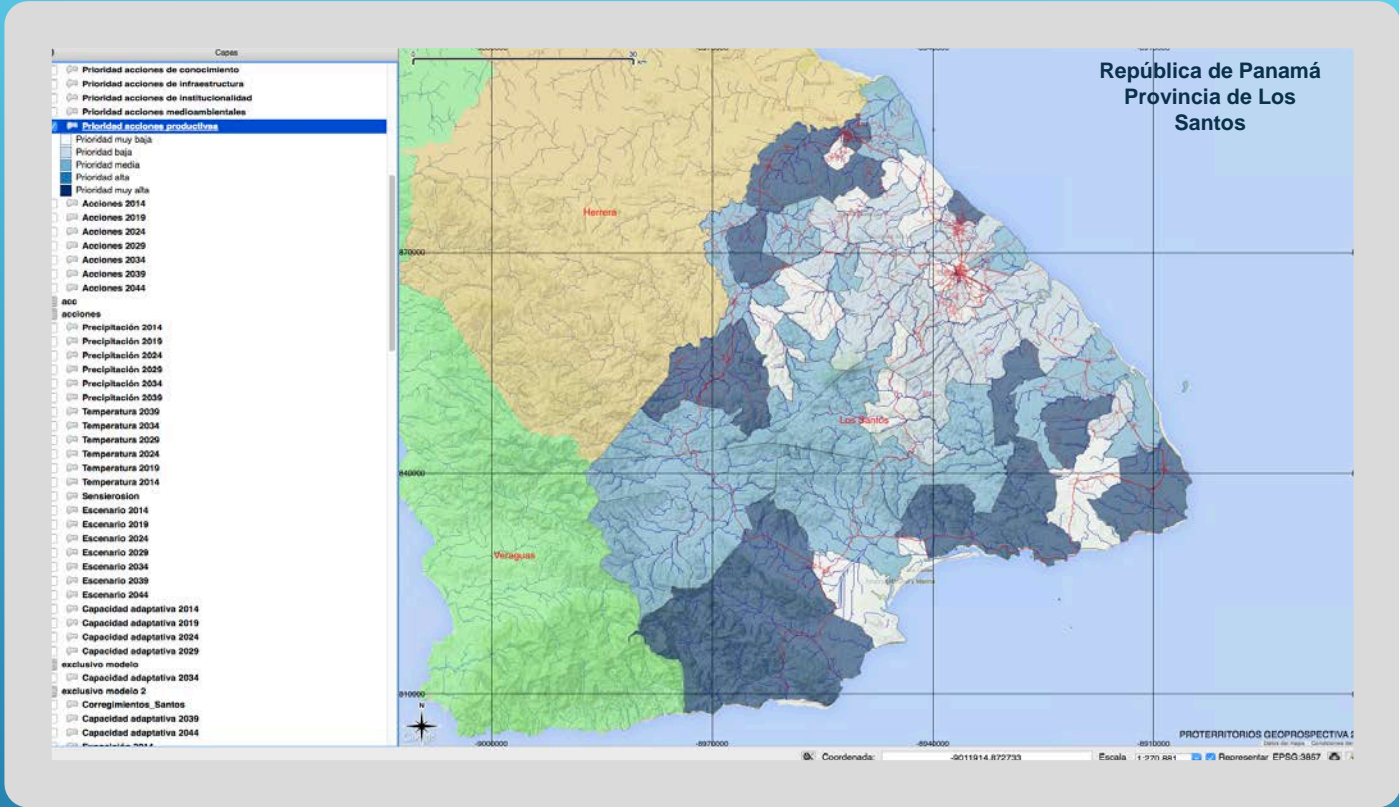 Capas
Prioridad acciones de conocimiento
Prioridad acciones de infraestructura
Prioridad acciones de institucionalidad
Prioridad acciones medioambientales
Prioridad acciones productivas
Prioridad muy baja
Prioridad baja
Prioridad media
Prioridad alta
Prioridad muy alta
Acciones 2014
Acciones 2019
Acciones 2024
Acciones 2029
Acciones 2034
Acciones 2039
Acciones 2044
acc
acciones
Precipitación 2014
Precipitación 2019
Precipitación 2024
Precipitación 2029
Precipitación 2034
Precipitación 2039
Temperatura 2039
Temperatura 2034
Temperatura 2029
Temperatura 2024
Temperatura 2019
Temperatura 2014
Sensierosion
Escenario 2014
Escenario 2019
Escenario 2024
Escenario 2029
Escenario 2034
Escenario 2039
Escenario 2044
Capacidad adaptativa 2014
Capacidad adaptativa 2019
Capacidad adaptativa 2024
Capacidad adaptativa 2029
exclusivo modelo
Capacidad adaptativa 2034
exclusivo modelo 2
Corregimientos_Santos
Capacidad adaptativa 2039
Capacidad adaptativa 2044
República de Panamá
Provincia de Los
Santos
0 30
km
Herrera
870000
Los Santos
840000
Veraguas
810000
N
-9000000 -8970000 -8940000 -8910000
PROTERRITORIOS GEOPROSPECTIVA
Coordenada: -9011914,872733 Escala 1:270.881 Representar EPSG:3857